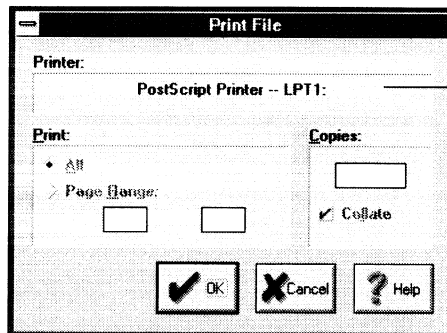 Print File
Printer:
PostScript Printer -- LPT1:
Print: Copies:
All
Page Range:
Collate
OK Cancel Help